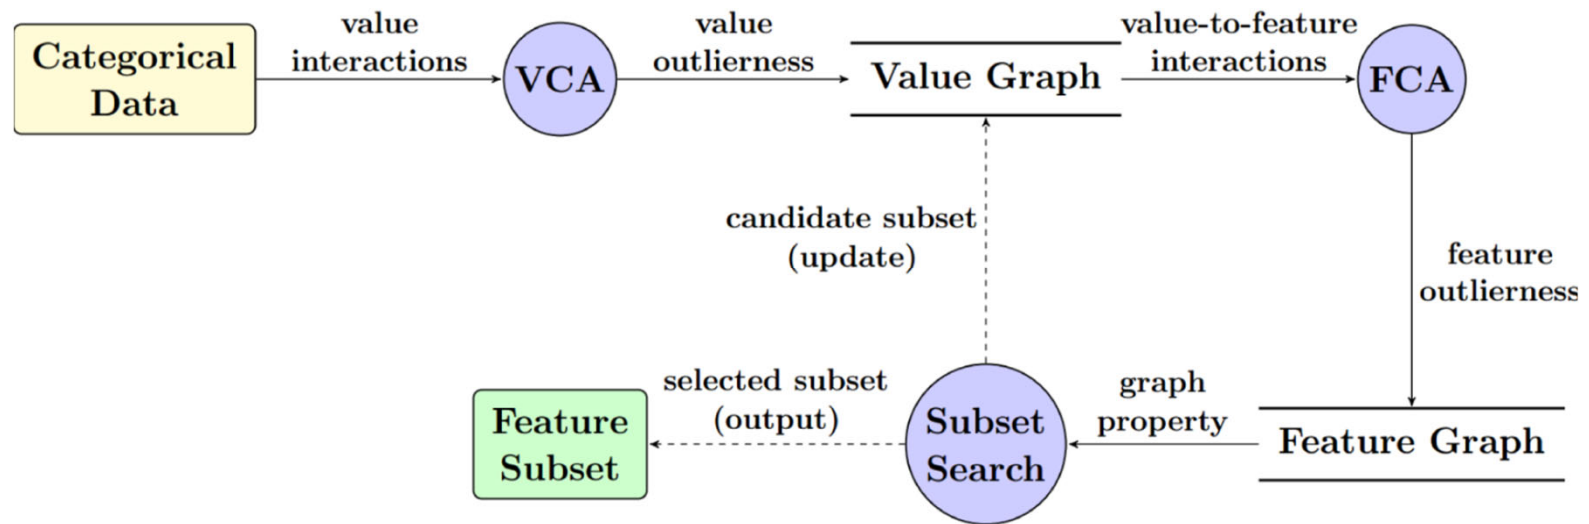 Categorical
Data
value
interactions
VCA
value
outlierness
Value Graph
value-to-feature
interactions
FCA
candidate subset
(update)
feature
outlierness
Feature
Subset
selected subset
(output)
Subset
Search
graph
property
Feature Graph